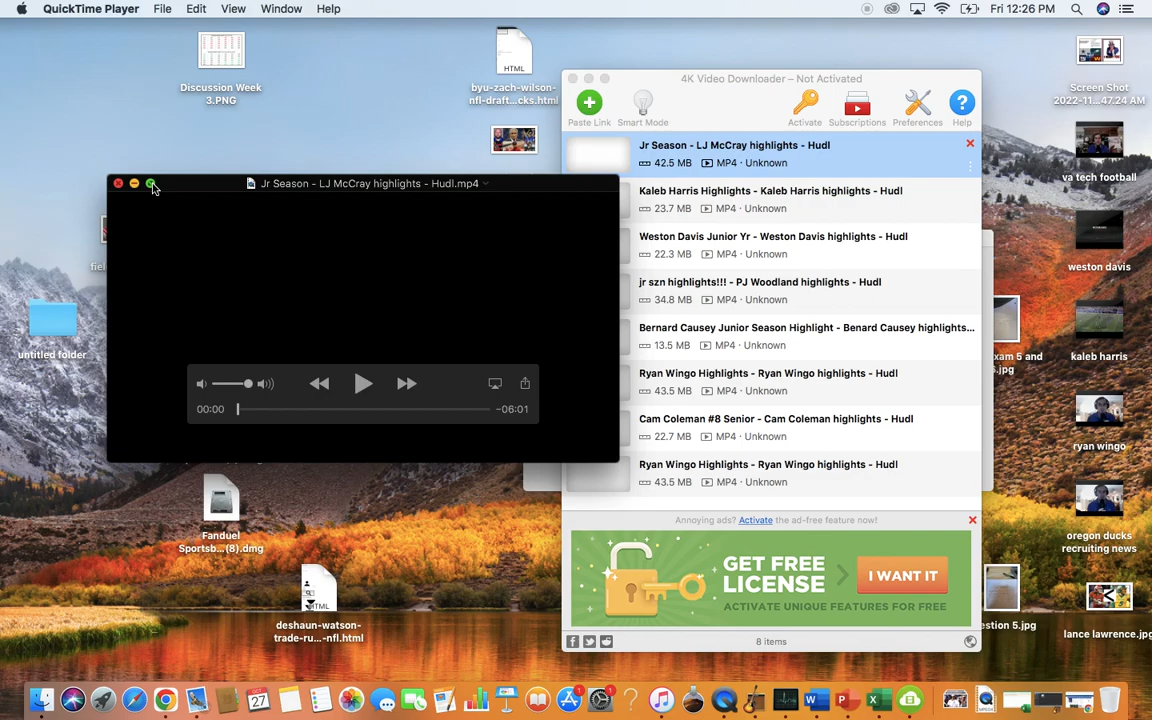 QuickTime Player File Edit View Window Help
Fri 12:26 PM
Discussion Week
3.PNG
HTML
byu-zach-wilson-
nfl-draft...cks.html
Screen Shot
2022-11...47.24 AM
va tech football
weston davis
kaleb harris
ryan wingo
oregon ducks
recruiting news
lance lawrence.jpg
untitled folder
Fanduel
Sportsb...(8).dmg
HTML
deshaun-watson-
trade-ru...-nfl.html
xam 5 and
estion 5.jpg
Jr Season - LJ McCray highlights - Hudl.mp4
00:00
-06:01
4K Video Downloader – Not Activated
Paste Link Smart Mode Activate Subscriptions Preferences Help
Jr Season - LJ McCray highlights - Hudl
42.5 MB MP4 · Unknown
Kaleb Harris Highlights - Kaleb Harris highlights - Hudl
23.7 MB MP4 · Unknown
Weston Davis Junior Yr - Weston Davis highlights - Hudl
22.3 MB MP4 · Unknown
jr szn highlights!!! - PJ Woodland highlights - Hudl
34.8 MB MP4 · Unknown
Bernard Causey Junior Season Highlight - Benard Causey highlights...
13.5 MB MP4 · Unknown
Ryan Wingo Highlights - Ryan Wingo highlights - Hudl
43.5 MB MP4 · Unknown
Cam Coleman #8 Senior - Cam Coleman highlights - Hudl
22.7 MB MP4 · Unknown
Ryan Wingo Highlights - Ryan Wingo highlights - Hudl
43.5 MB MP4 · Unknown
Annoying ads? Activate the ad-free feature now!
GET FREE
LICENSE
I WANT IT
ACTIVATE UNIQUE FEATURES FOR FREE
8 items